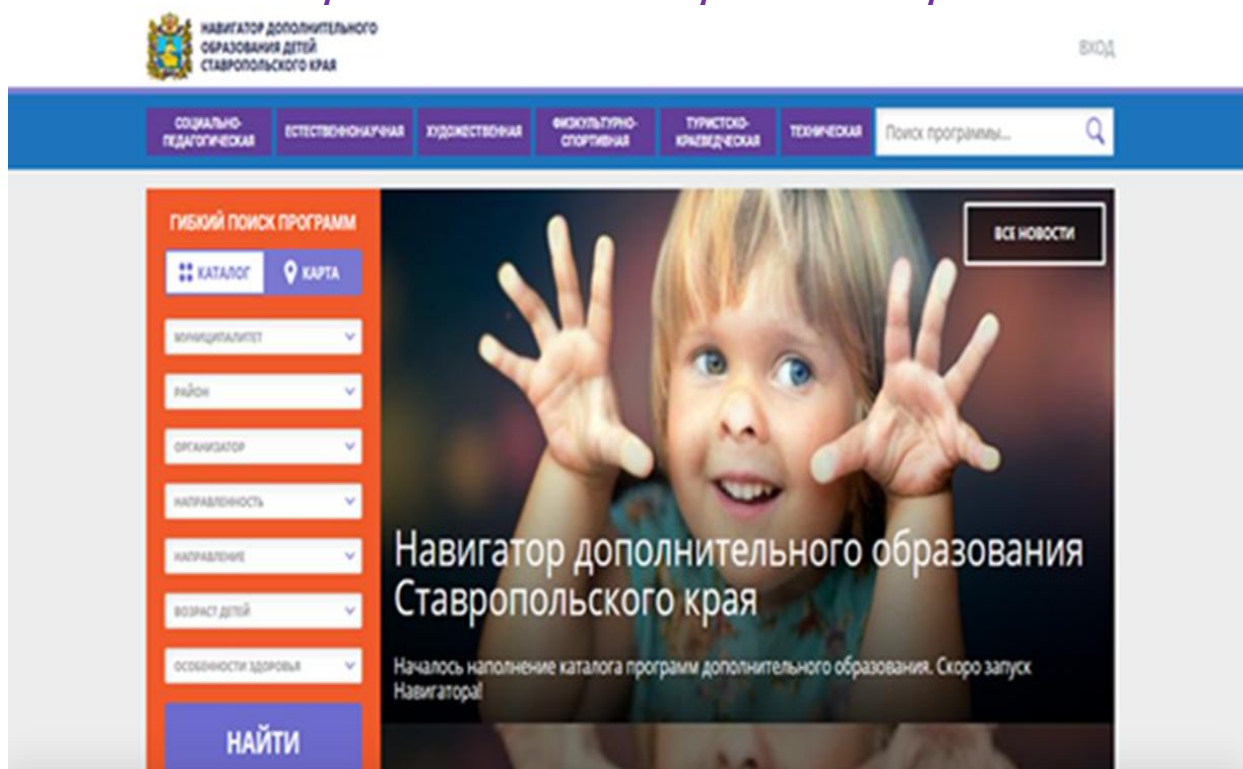 НАВИГАТОР ДОПОЛНИТЕЛЬНОГО
ОБРАЗОВАНИЯ ДЕТЕЙ
СТАВРОПОЛЬСКОГО КРАЯ
ВХОД
СОЦИАЛЬНО-
ПЕДАГОГИЧЕСКАЯ
ЕСТЕСТВЕННОНАУЧНАЯ
ХУДОЖЕСТВЕННАЯ
ФИЗКУЛЬТУРНО-
СПОРТИВНАЯ
ТУРИСТСКО-
КРАЕВЕДЧЕСКАЯ
ТЕХНИЧЕСКАЯ
Поиск программы...
ГИБКИЙ ПОИСК ПРОГРАММ
КАТАЛОГ
КАРТА
МУНИЦИПАЛИТЕТ
РАЙОН
ОРГАНИЗАТОР
НАПРАВЛЕННОСТЬ
НАПРАВЛЕНИЕ
ВОЗРАСТ ДЕТЕЙ
ОСОБЕННОСТИ ЗДОРОВЬЯ
НАЙТИ
ВСЕ НОВОСТИ
Навигатор дополнительного образования
Ставропольского края
Началось наполнение каталога программ дополнительного образования. Скоро запуск
Навигатора!